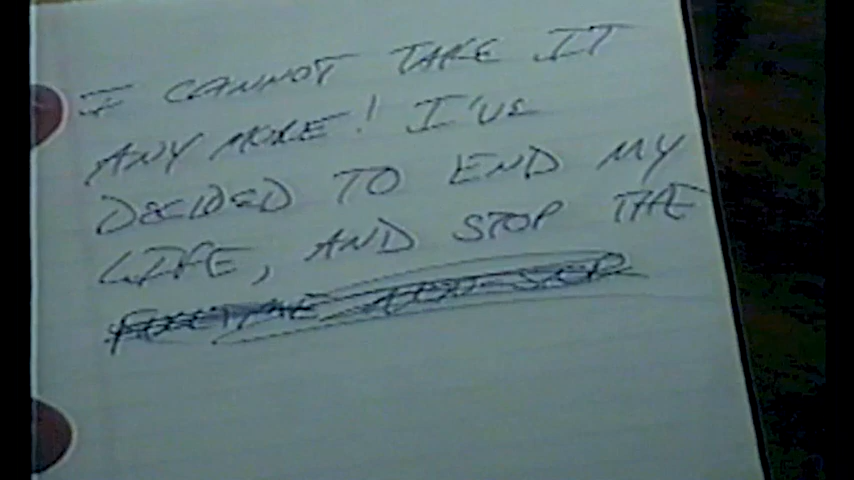 I CANNOT TAKE IT
ANY MORE! I'VE
DECIDED TO END MY
LIFE, AND STOP THE